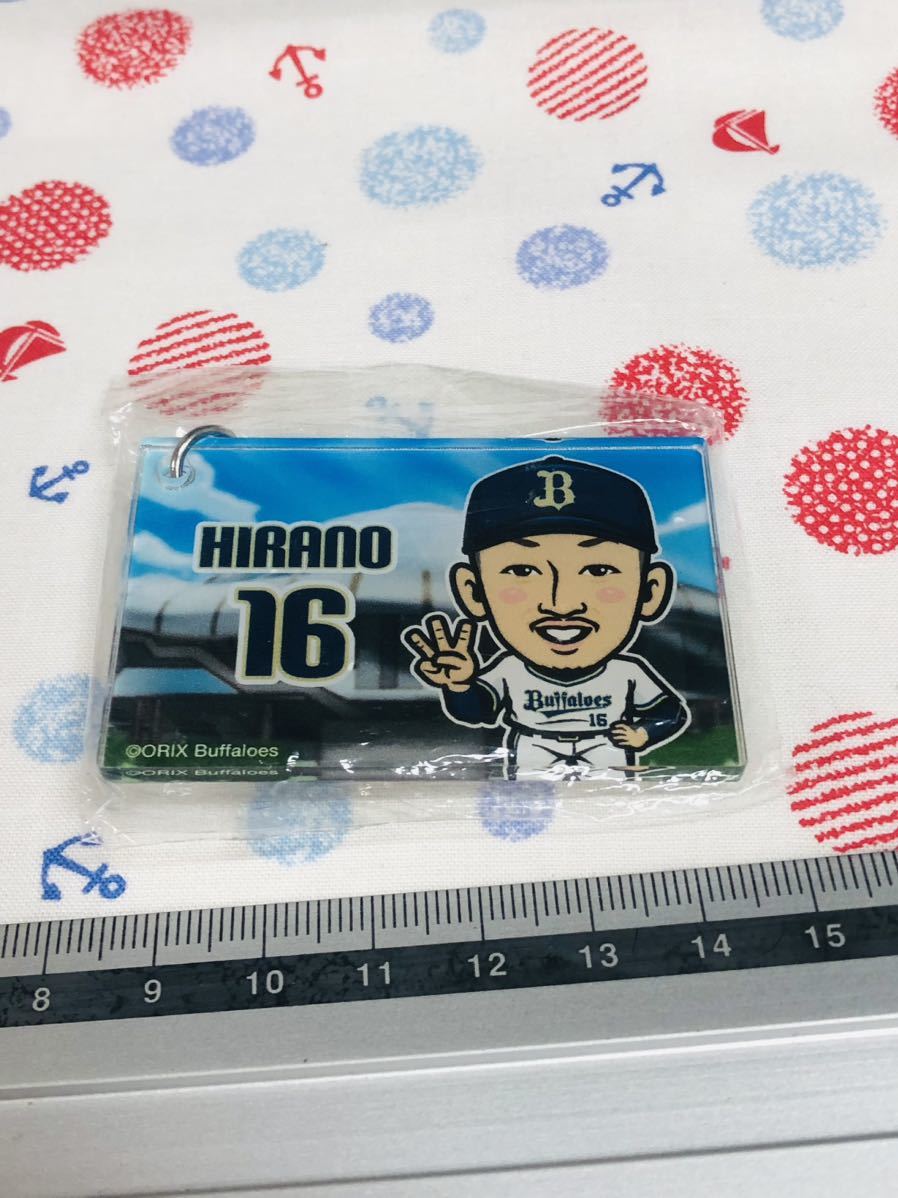 HIRANO
16
B
Buffaloes
16
©ORIX Buffaloes
©ORIX Buffaloes
8 9 10 11 12 13 14 15